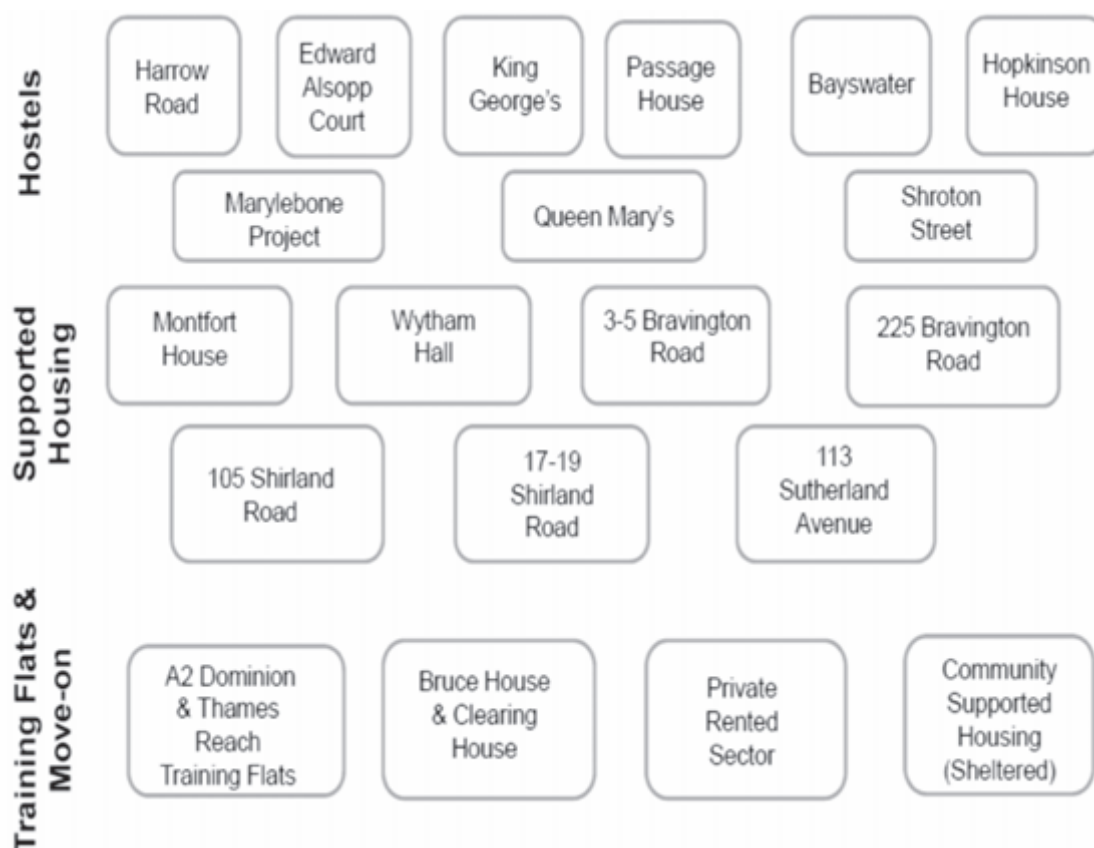 Hostels
Harrow
Road
Edward
Alsopp
Court
King
George's
Passage
House
Bayswater
Hopkinson
House
Marylebone
Project
Queen Mary's
Shroton
Street
Supported
Housing
Montfort
House
Wytham
Hall
3-5 Bravington
Road
225 Bravington
Road
105 Shirland
Road
17-19
Shirland
Road
113
Sutherland
Avenue
Training Flats &
Move-on
A2 Dominion
& Thames
Reach
Training Flats
Bruce House
& Clearing
House
Private
Rented
Sector
Community
Supported
Housing
(Sheltered)